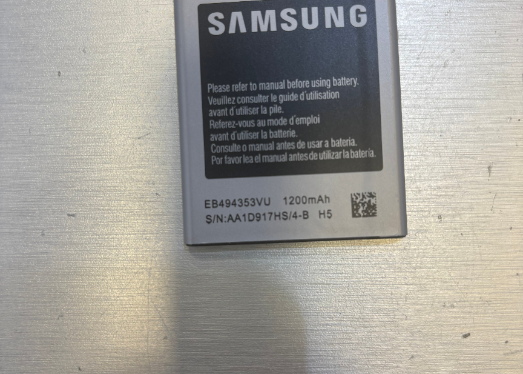 SAMSUNG
Please refer to manual before using battery.
Veuillez consulter le guide d'utilisation
avant d'utiliser la pile.
Referez-vous au mode d'emploi
avant d'utiliser la batterie.
Consulte o manual antes de usar a bateria.
Por favor lea el manual antes de utilizar la batería.
EB494353VU 1200mAh
S/N:AA1D917HS/4-B H5